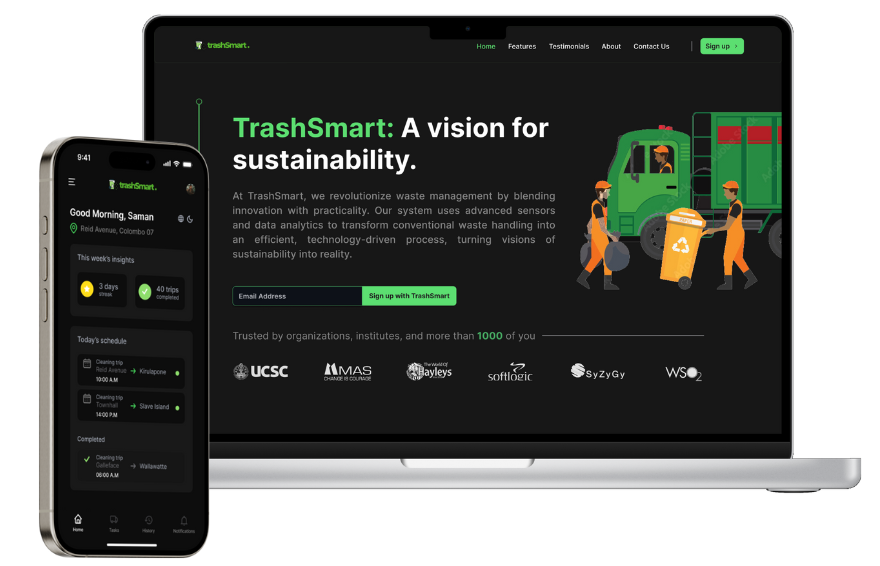 trashSmart.
Home Features Testimonials About Contact Us Sign up >
TrashSmart: A vision for
sustainability.
At TrashSmart, we revolutionize waste management by blending
innovation with practicality. Our system uses advanced sensors
and data analytics to transform conventional waste handling into
an efficient, technology-driven process, turning visions of
sustainability into reality.
Email Address Sign up with TrashSmart
Trusted by organizations, institutes, and more than 1000 of you
UCSC
MAS
CHANGE IS COURAGE
The World Of
Hayleys
softlogic
SyZyGy
WSO2
9:41
trashSmart.
Good Morning, Saman
Reid Avenue, Colombo 07
This week's insights
3 days
streak
40 trips
completed
Today's schedule
Cleaning trip
Reid Avenue → Kirulapone
10:00 A.M
Cleaning trip
Townhall → Slave Island
14:00 P.M
Completed
Cleaning trip
Galleface → Wallawatte
08:00 A.M
Home Tasks History Notifications